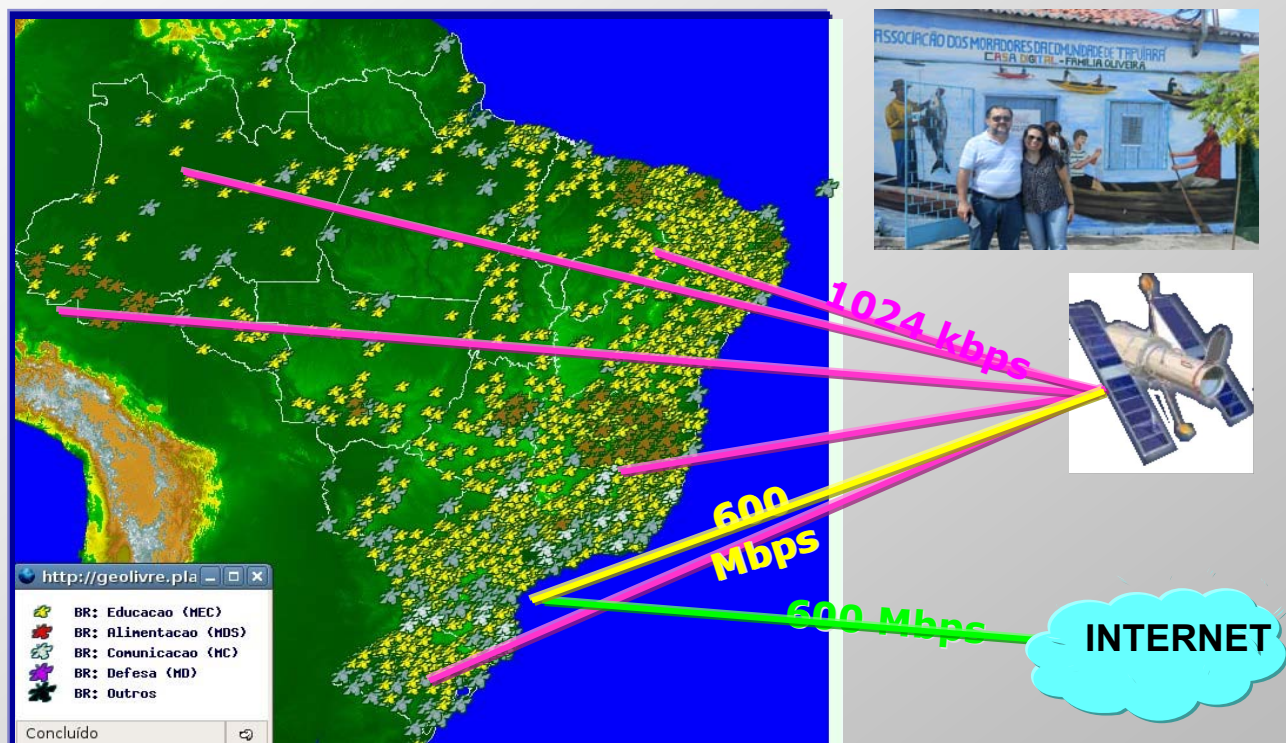 ASSOCIAÇÃO DOS MORADORES DA COMUNIDADE DE TAPUIARA
CASA DIGITAL - FAMILIA OLIVEIRA
1024 kbps
600
Mbps
600 Mbps
INTERNET
http://geolivre.pla
BR: Educacao (MEC)
BR: Alimentacao (MDS)
BR: Comunicacao (MC)
BR: Defesa (MD)
BR: Outros
Concluído